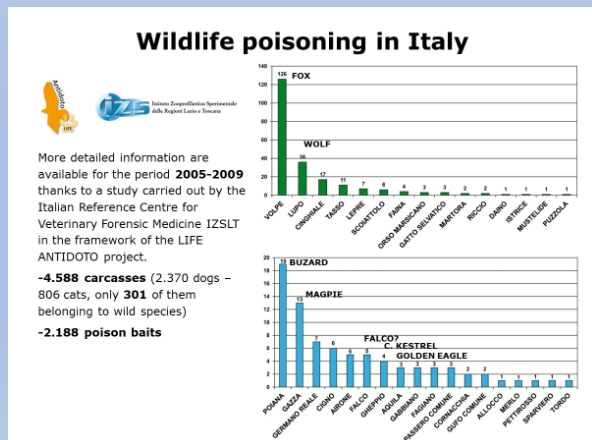 Wildlife poisoning in Italy
Antidoto
LIFE
IZS
Istituto Zooprofilattico Sperimentale
delle Regioni Lazio e Toscana
More detailed information are
available for the period 2005-2009
thanks to a study carried out by the
Italian Reference Centre for
Veterinary Forensic Medicine IZSLT
in the framework of the LIFE
ANTIDOTO project.
-4.588 carcasses (2.370 dogs –
806 cats, only 301 of them
belonging to wild species)
-2.188 poison baits
140
120
100
80
60
40
20
0
126 FOX
WOLF
36
17
11
7
6
4
3
3
2
2
1
1
1
1
VOLPE
LUPO
CINGHIALE
TASSO
LEPRE
SCOIATTOLO
FAINA
ORSO MARSICANO
GATTO SELVATICO
MARTORA
RICCIO
DAINO
ISTRICE
MUSTELIDE
PUZZOLA
20
18
16
14
12
10
8
6
4
2
0
19 BUZARD
MAGPIE
13
7
6
5
5
4
3
3
3
3
2
2
1
1
1
1
1
FALCO?
C. KESTREL
GOLDEN EAGLE
POIANA
GAZZA
GERMANO REALE
CIGNO
AIRONE
FALCO
GHEPPIO
AQUILA
GABBIANO
FAGIANO
PASSERO COMUNE
CORNACCHIA
GUFO COMUNE
ALLOCCO
MERLO
PETTIROSSO
SPARVIERO
TORDO